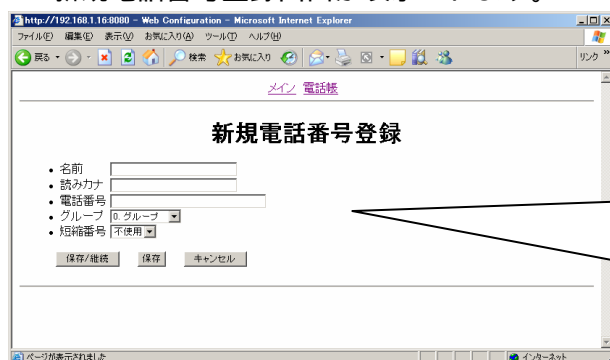 http://192.168.1.16:8080 - Web Configuration - Microsoft Internet Explorer
ファイル(F) 編集(E) 表示(V) お気に入り(A) ツール(T) ヘルプ(H)
戻る 検索 お気に入り リンク
メイン 電話帳
新規電話番号登録
• 名前
• 読みカナ
• 電話番号
• グループ 0. グループ
• 短縮番号 不使用
保存/継続 保存 キャンセル
ページが表示されました インターネット